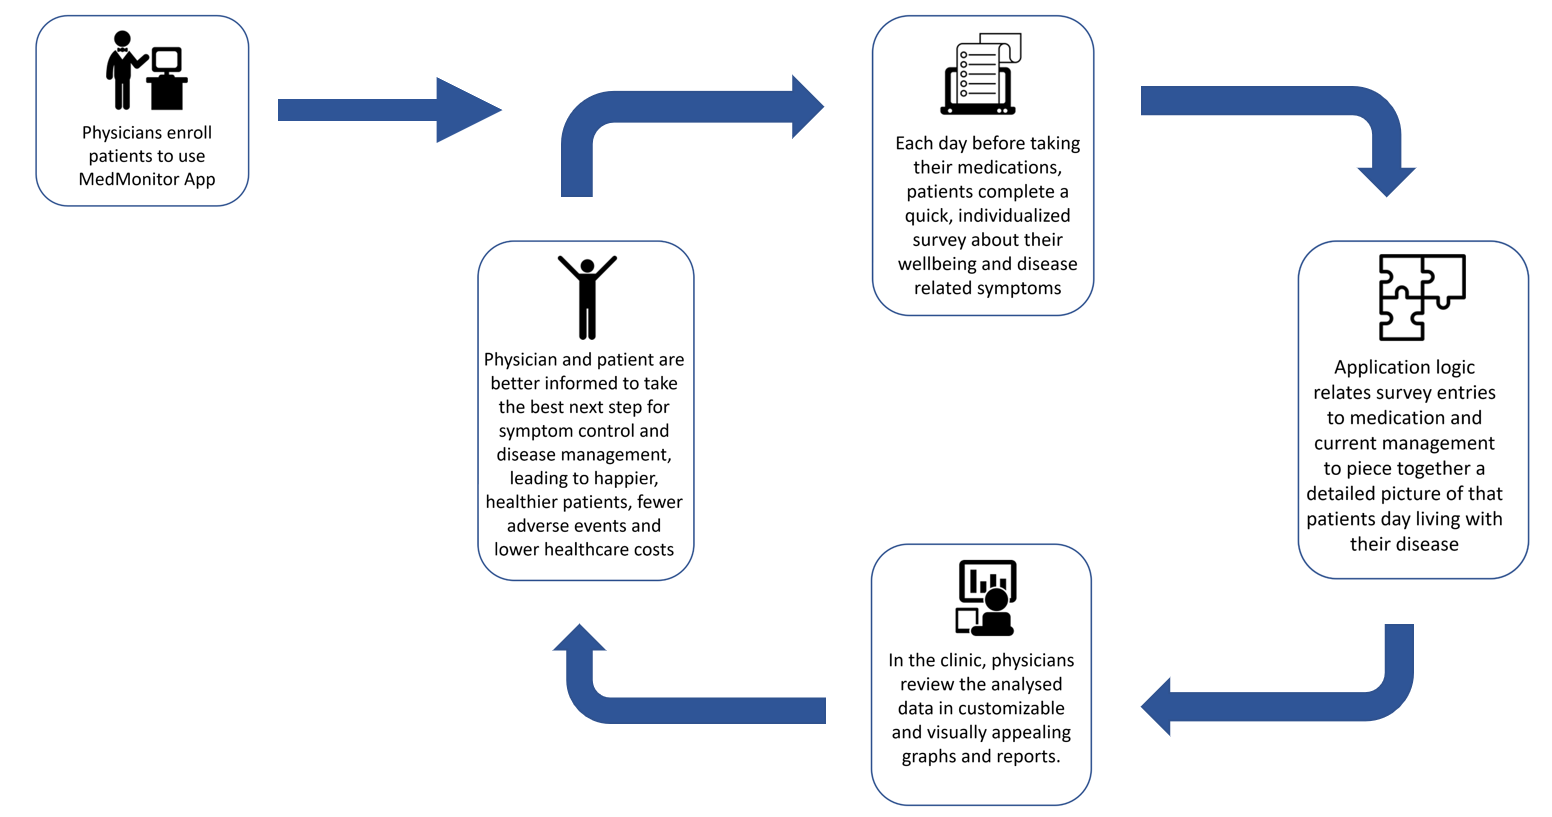 Physicians enroll
patients to use
MedMonitor App
Each day before taking
their medications,
patients complete a
quick, individualized
survey about their
wellbeing and disease
related symptoms
Application logic
relates survey entries
to medication and
current management
to piece together a
detailed picture of that
patients day living with
their disease
In the clinic, physicians
review the analysed
data in customizable
and visually appealing
graphs and reports.
Physician and patient are
better informed to take
the best next step for
symptom control and
disease management,
leading to happier,
healthier patients, fewer
adverse events and
lower healthcare costs